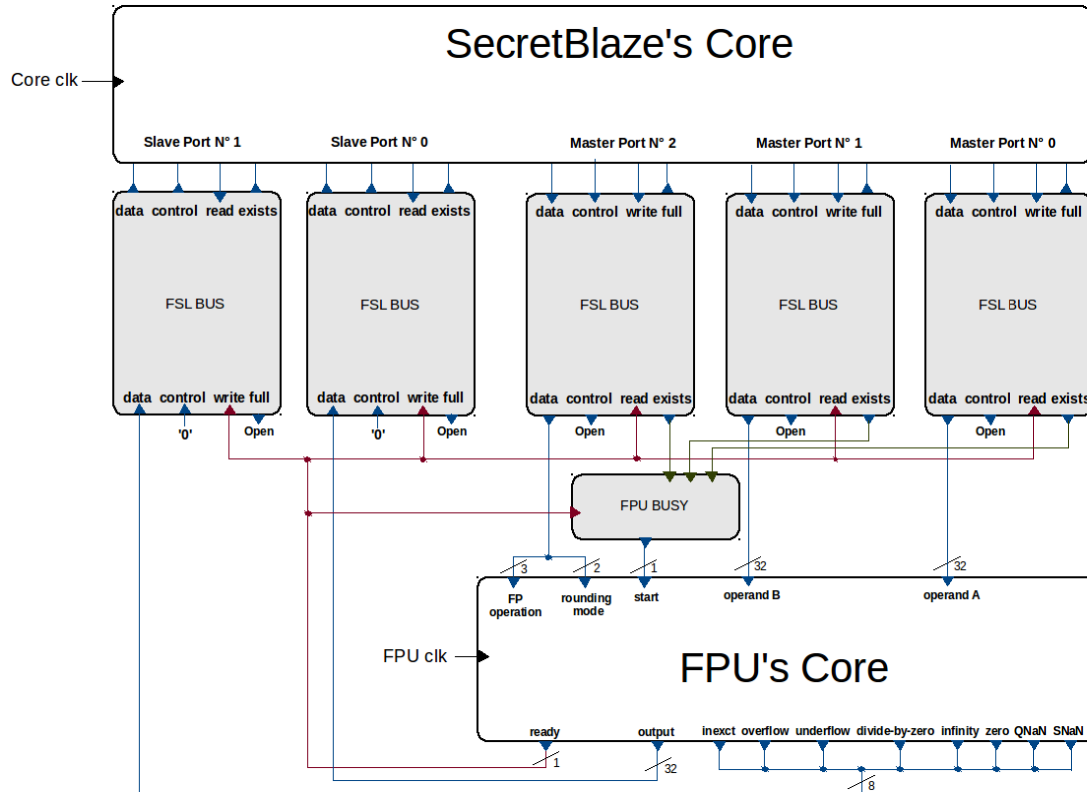 SecretBlaze's Core
Core clk
Slave Port N° 1 Slave Port N° 0 Master Port N° 2 Master Port N° 1 Master Port N° 0
data control read exists data control read exists data control write full data control write full data control write full
FSL BUS FSL BUS FSL BUS FSL BUS FSL BUS
data control write full data control write full data control read exists data control read exists data control read exists
'0' Open '0' Open Open Open Open
FPU BUSY
3 2 1 32 32
FP operation rounding mode start operand B operand A
FPU clk
FPU's Core
ready output inexct overflow underflow divide-by-zero infinity zero QNaN SNaN
1 32 8